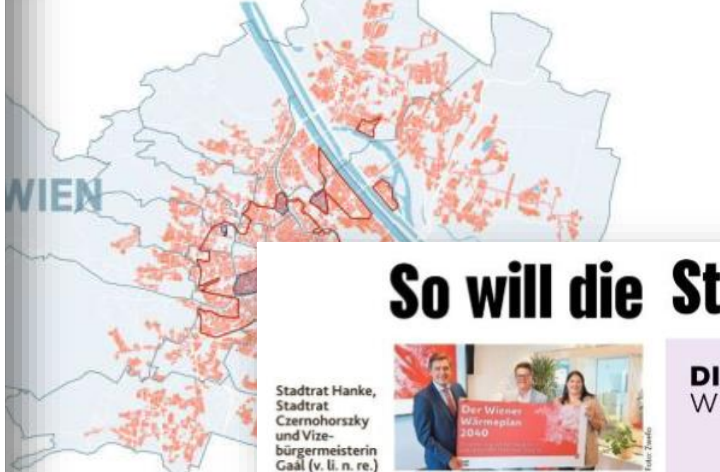 WIEN
So will die St
Stadtrat Hanke,
Stadtrat
Czernohorszky
und Vize-
bürgermeisterin
Gaál (v. li. n. re.)
Der Wiener
Wärmeplan
2040
DI
W